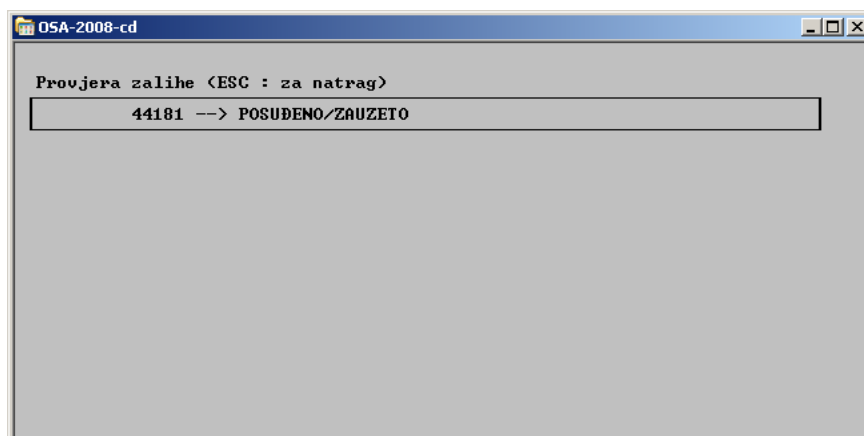 OSA-2008-cd
Provjera zalihe (ESC : za natrag)
44181 --> POSUĐENO/ZAUZETO